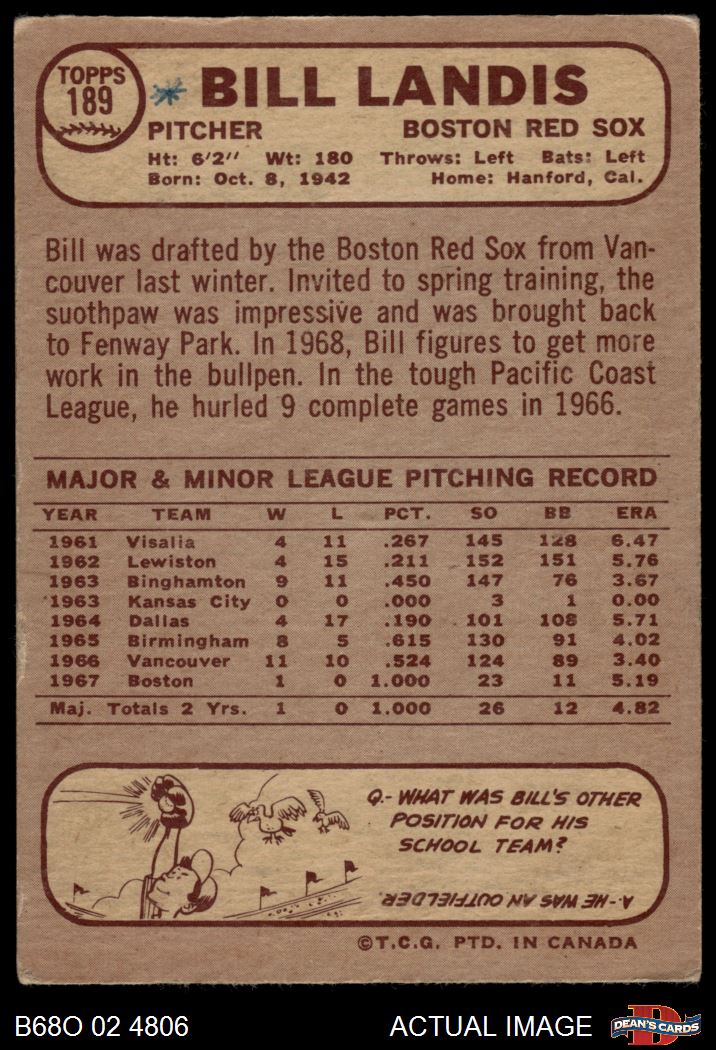 TOPPS
189
BILL LANDIS
PITCHER BOSTON RED SOX
Ht: 6'2" Wt: 180 Throws: Left Bats: Left
Born: Oct. 8, 1942 Home: Hanford, Cal.
Bill was drafted by the Boston Red Sox from Van-
couver last winter. Invited to spring training, the
suothpaw was impressive and was brought back
to Fenway Park. In 1968, Bill figures to get more
work in the bullpen. In the tough Pacific Coast
League, he hurled 9 complete games in 1966.
MAJOR & MINOR LEAGUE PITCHING RECORD
YEAR TEAM W L PCT. SO BB ERA
1961 Visalia 4 11 .267 145 128 6.47
1962 Lewiston 4 15 .211 152 151 5.76
1963 Binghamton 9 11 .450 147 76 3.67
1963 Kansas City 0 0 .000 3 1 0.00
1964 Dallas 4 17 .190 101 108 5.71
1965 Birmingham 8 5 .615 130 91 4.02
1966 Vancouver 11 10 .524 124 89 3.40
1967 Boston 1 0 1.000 23 11 5.19
Maj. Totals 2 Yrs. 1 0 1.000 26 12 4.82
Q.- WHAT WAS BILL'S OTHER
POSITION FOR HIS
SCHOOL TEAM?
A.- HE WAS AN OUTFIELDER.
©T.C.G. PTD. IN CANADA
B68O 02 4806 ACTUAL IMAGE DEAN'S CARDS